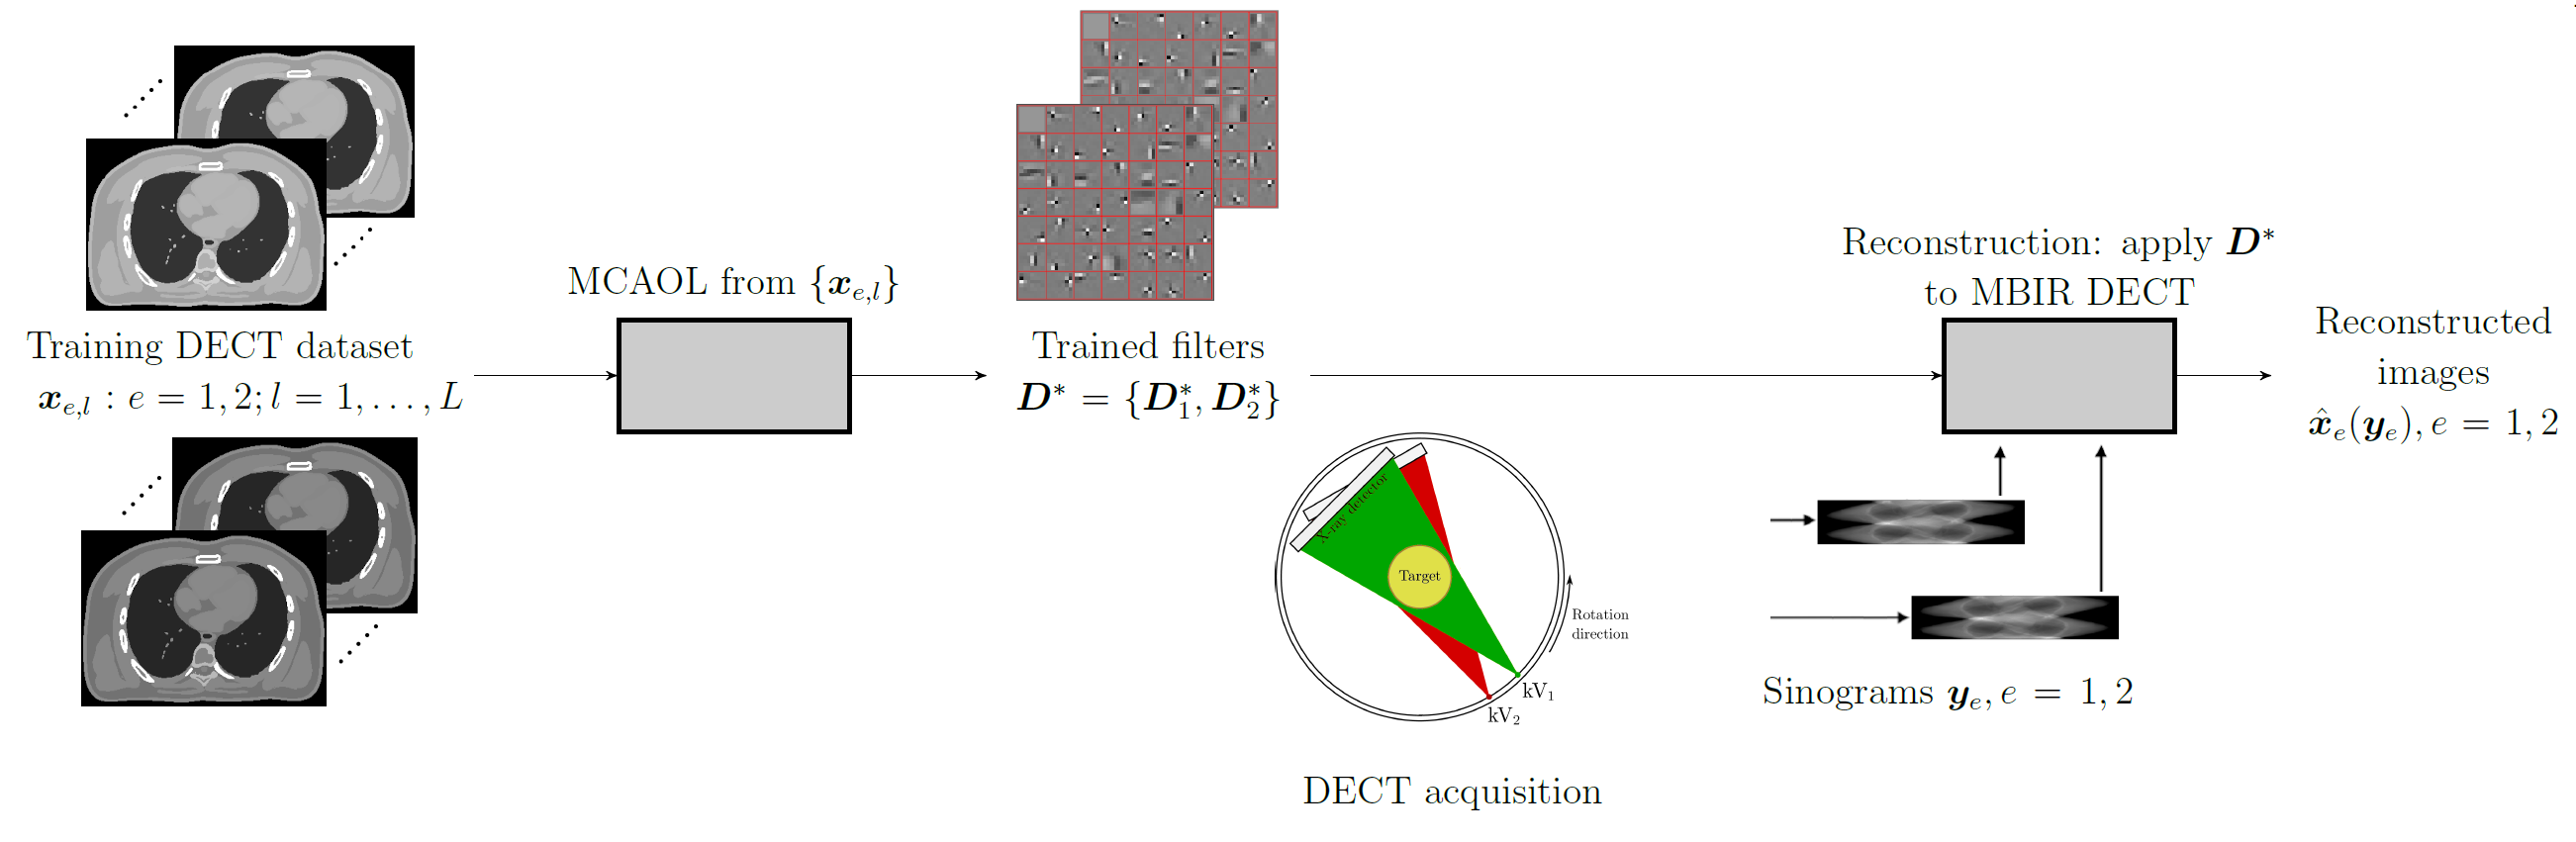 Training DECT dataset
x_{e,l} : e = 1, 2; l = 1, . . . , L
MCAOL from {x_{e,l}}
Trained filters
D* = {D*_1, D*_2}
X-ray detector
Target
Rotation
direction
kV_1
kV_2
DECT acquisition
Reconstruction: apply D*
to MBIR DECT
Sinograms y_e, e = 1, 2
Reconstructed
images
x̂_e(y_e), e = 1, 2